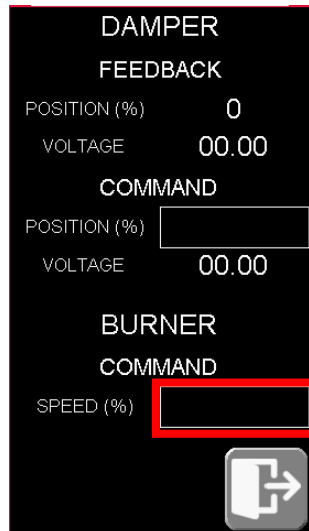 DAMPER
FEEDBACK
POSITION (%) 0
VOLTAGE 00.00
COMMAND
POSITION (%)
VOLTAGE 00.00
BURNER
COMMAND
SPEED (%)